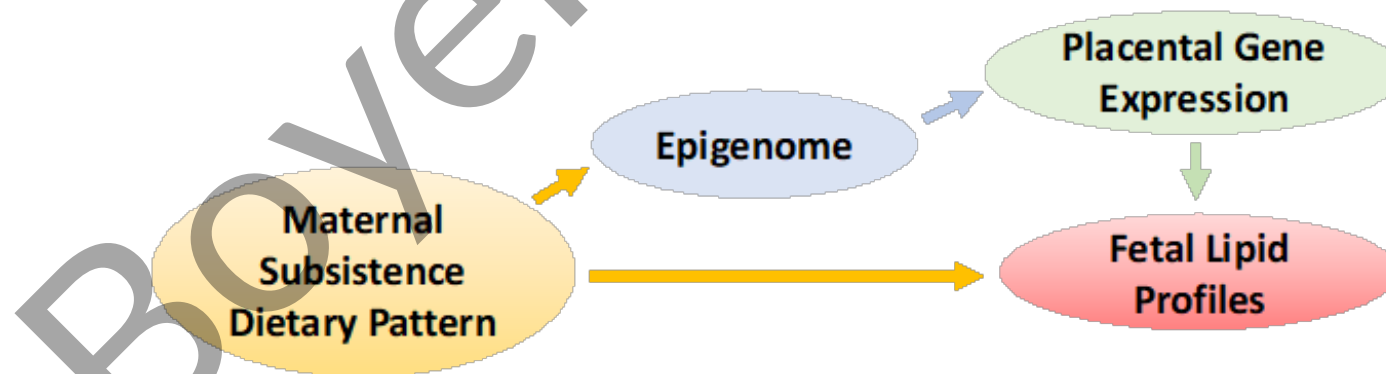 Placental Gene
Expression
Epigenome
Maternal
Subsistence
Dietary Pattern
Fetal Lipid
Profiles